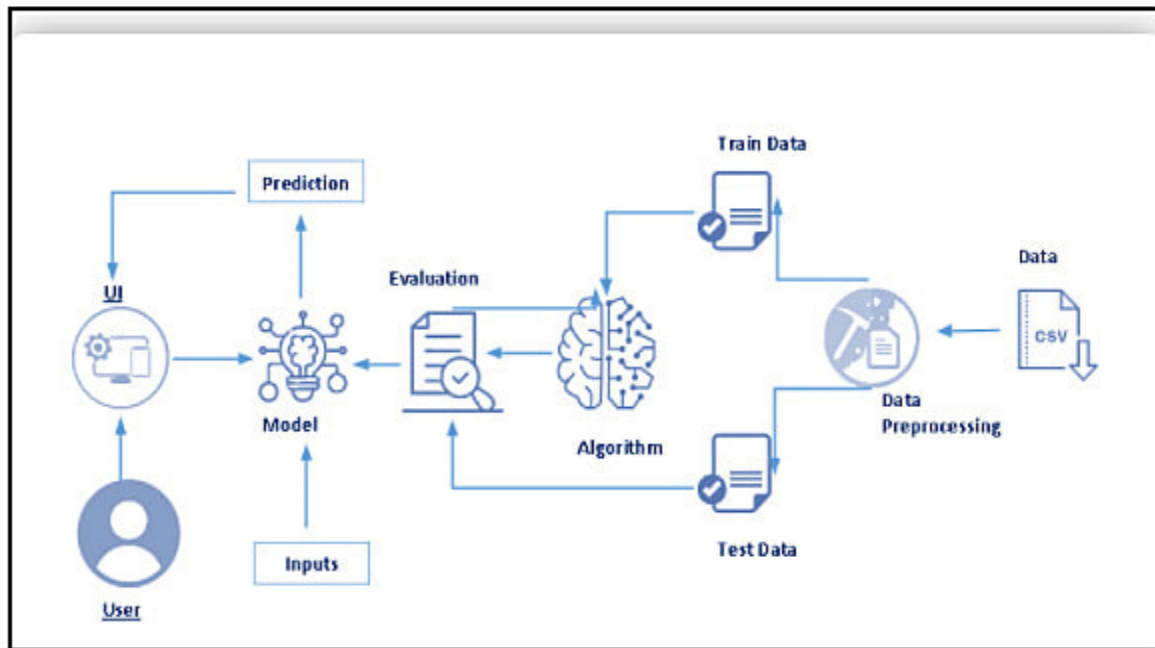 Train Data
Prediction
Data
Evaluation
UI
CSV
Data
Preprocessing
Model
Algorithm
Test Data
Inputs
User